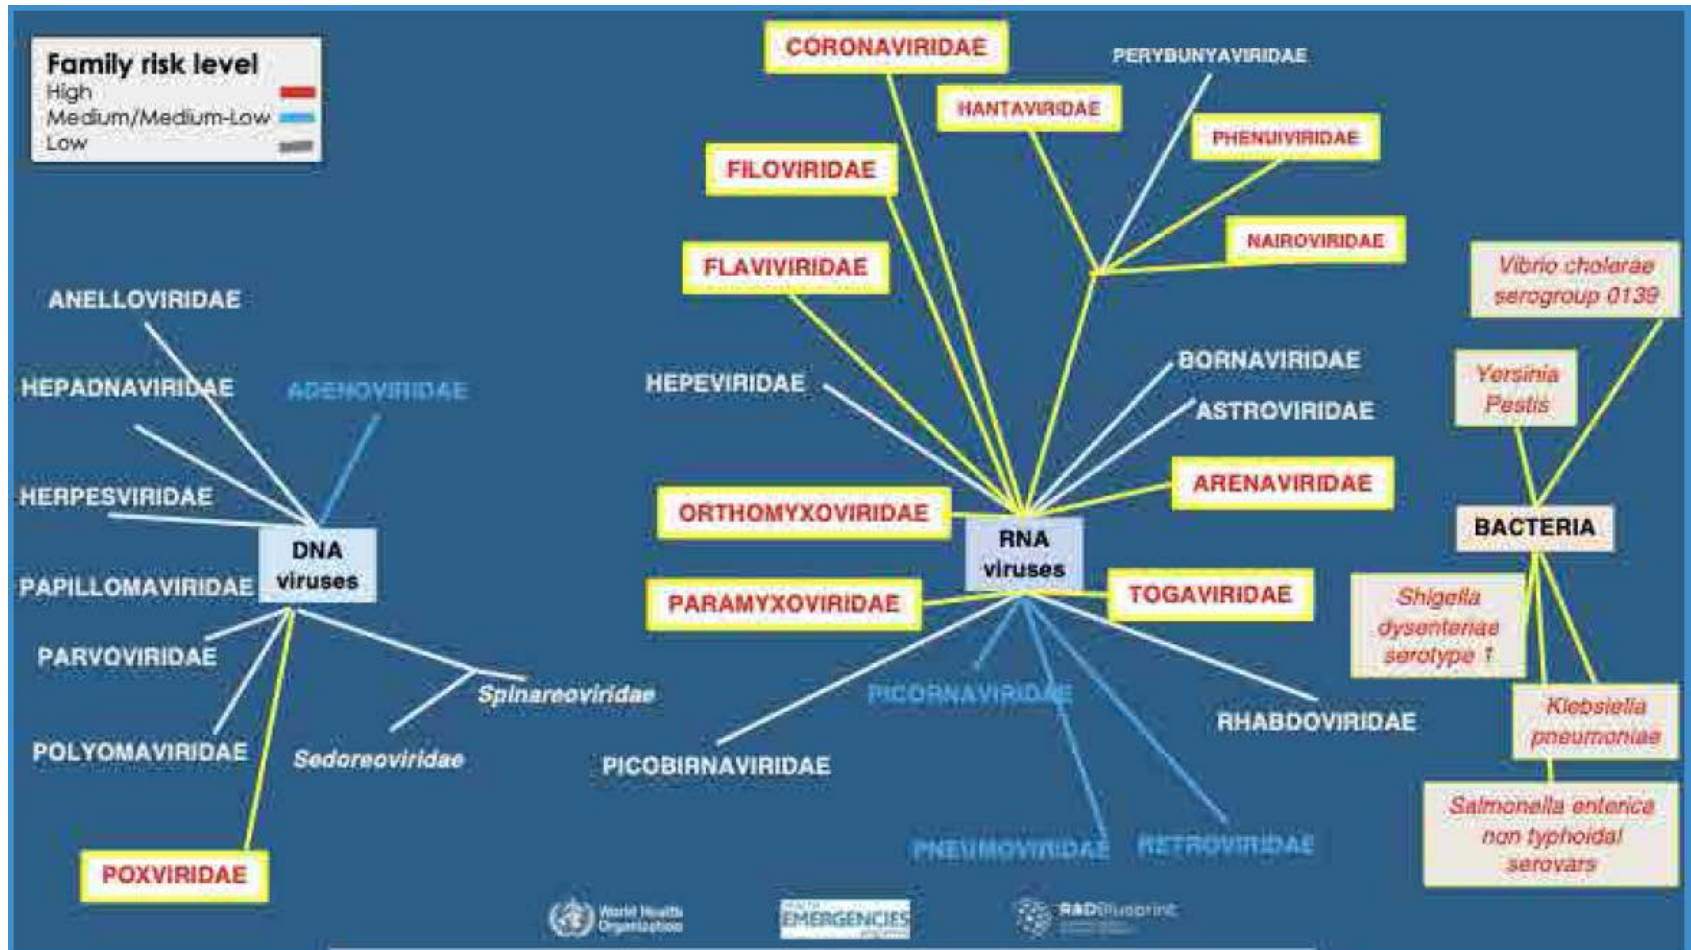 Family risk level
High
Medium/Medium-Low
Low
CORONAVIRIDAE
PERYBUNYAVIRIDAE
HANTAVIRIDAE
PHENUIVIRIDAE
FILOVIRIDAE
NAIROVIRIDAE
FLAVIVIRIDAE
Vibrio cholerae
serogroup 0139
ANELLOVIRIDAE
HEPADNAVIRIDAE
ADENOVIRIDAE
HEPEVIRIDAE
BORNAVIRIDAE
ASTROVIRIDAE
Yersinia
Pestis
HERPESVIRIDAE
ORTHOMYXOVIRIDAE
ARENAVIRIDAE
DNA
viruses
RNA
viruses
BACTERIA
PAPILLOMAVIRIDAE
PARAMYXOVIRIDAE
TOGAVIRIDAE
Shigella
dysenteriae
serotype 1
PARVOVIRIDAE
Spinareoviridae
PICORNAVIRIDAE
RHABDOVIRIDAE
Klebsiella
pneumoniae
POLYOMAVIRIDAE
Sedoreoviridae
PICOBIRNAVIRIDAE
Salmonella enterica
non typhoidal
serovars
PNEUMOVIRIDAE
RETROVIRIDAE
POXVIRIDAE
World Health
Organization
HEALTH
EMERGENCIES
R&DBlueprint